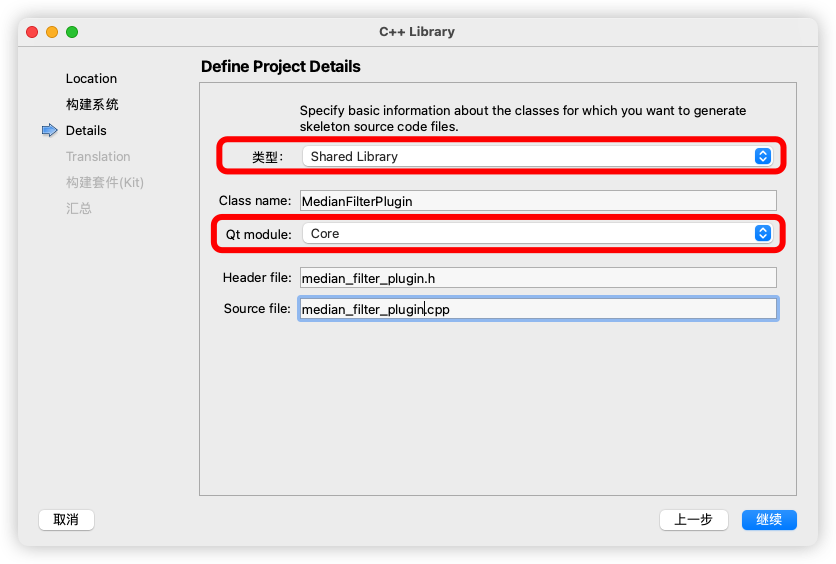 C++ Library
Define Project Details
Location
构建系统
Details
Translation
构建套件(Kit)
汇总
Specify basic information about the classes for which you want to generate
skeleton source code files.
类型: Shared Library
Class name: MedianFilterPlugin
Qt module: Core
Header file: median_filter_plugin.h
Source file: median_filter_plugin.cpp
取消
上一步
继续